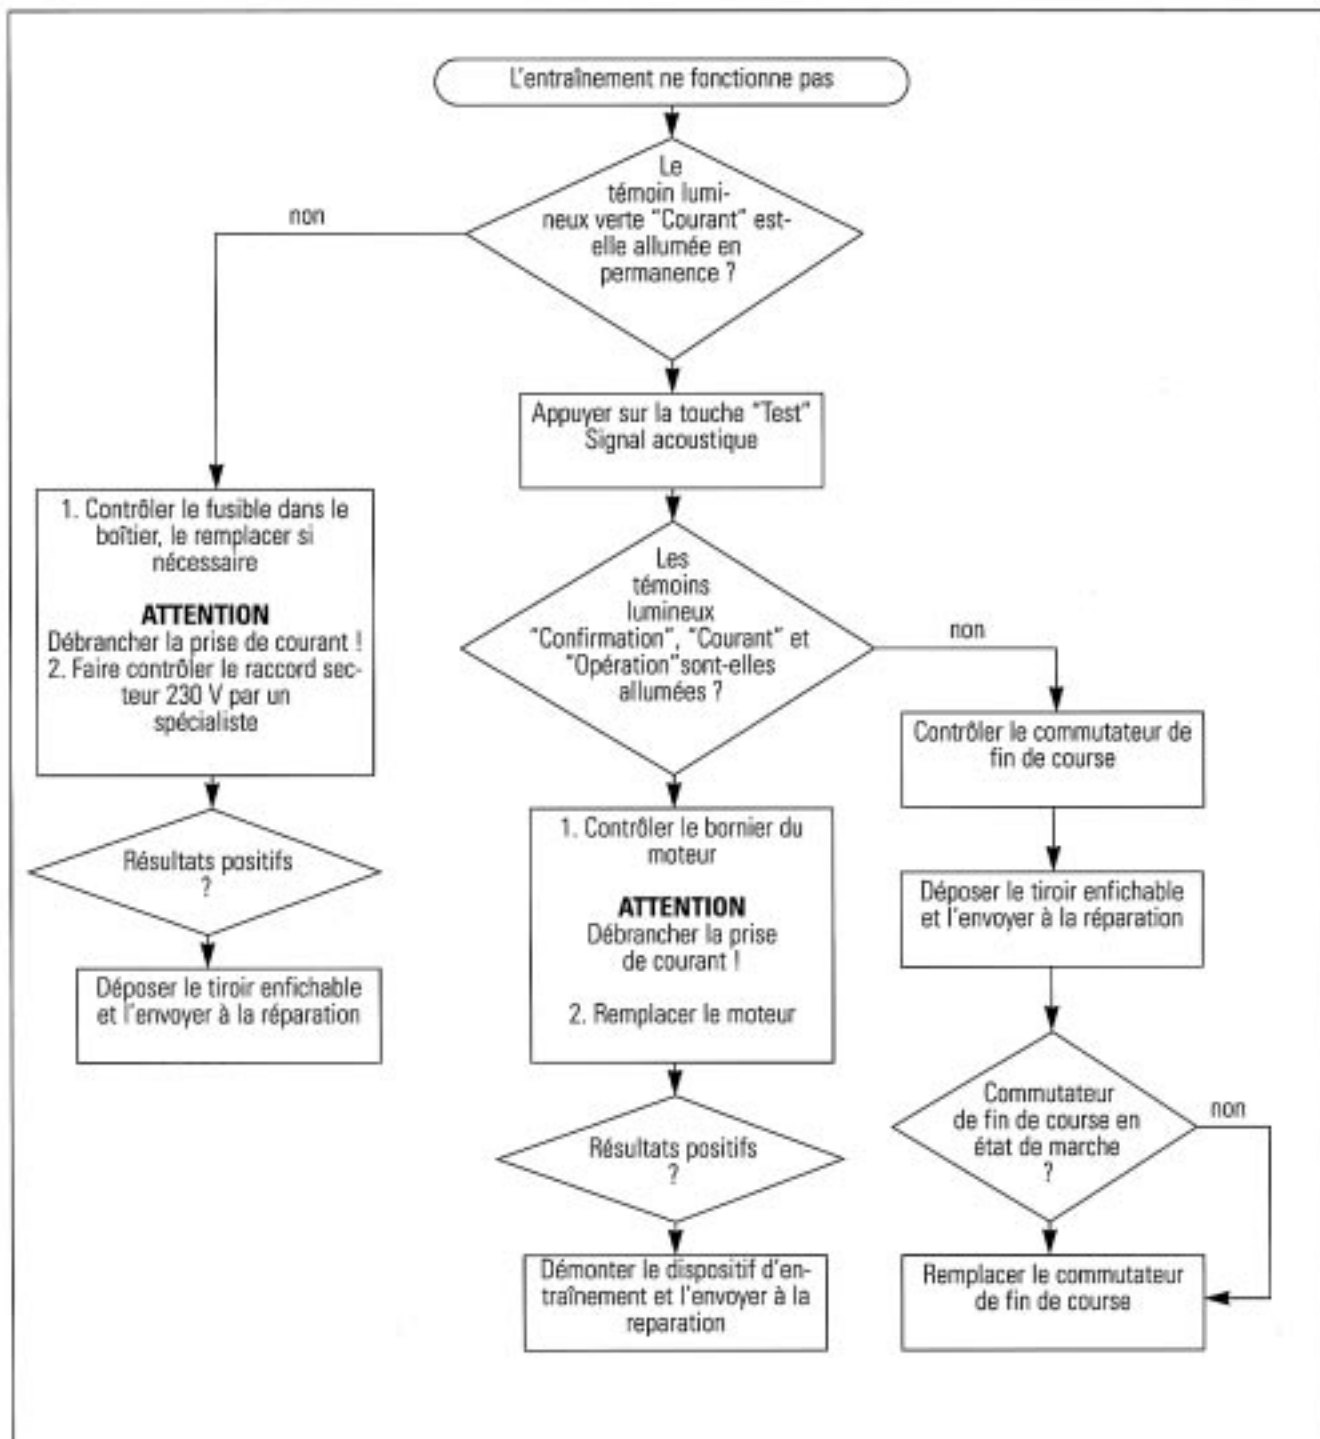 L'entraînement ne fonctionne pas
Le
témoin lumi-
neux verte "Courant" est-
elle allumée en
permanence ?
non
Appuyer sur la touche "Test"
Signal acoustique
1. Contrôler le fusible dans le
boîtier, le remplacer si
nécessaire
ATTENTION
Débrancher la prise de courant !
2. Faire contrôler le raccord sec-
teur 230 V par un
spécialiste
Les
témoins
lumineux
"Confirmation", "Courant" et
"Opération"sont-elles
allumées ?
non
Contrôler le commutateur de
fin de course
Résultats positifs
?
1. Contrôler le bornier du
moteur
ATTENTION
Débrancher la prise
de courant !
2. Remplacer le moteur
Déposer le tiroir enfichable
et l'envoyer à la réparation
Déposer le tiroir enfichable
et l'envoyer à la réparation
Commutateur
de fin de course en
état de marche
?
non
Résultats positifs
?
Démonter le dispositif d'en-
traînement et l'envoyer à la
reparation
Remplacer le commutateur
de fin de course